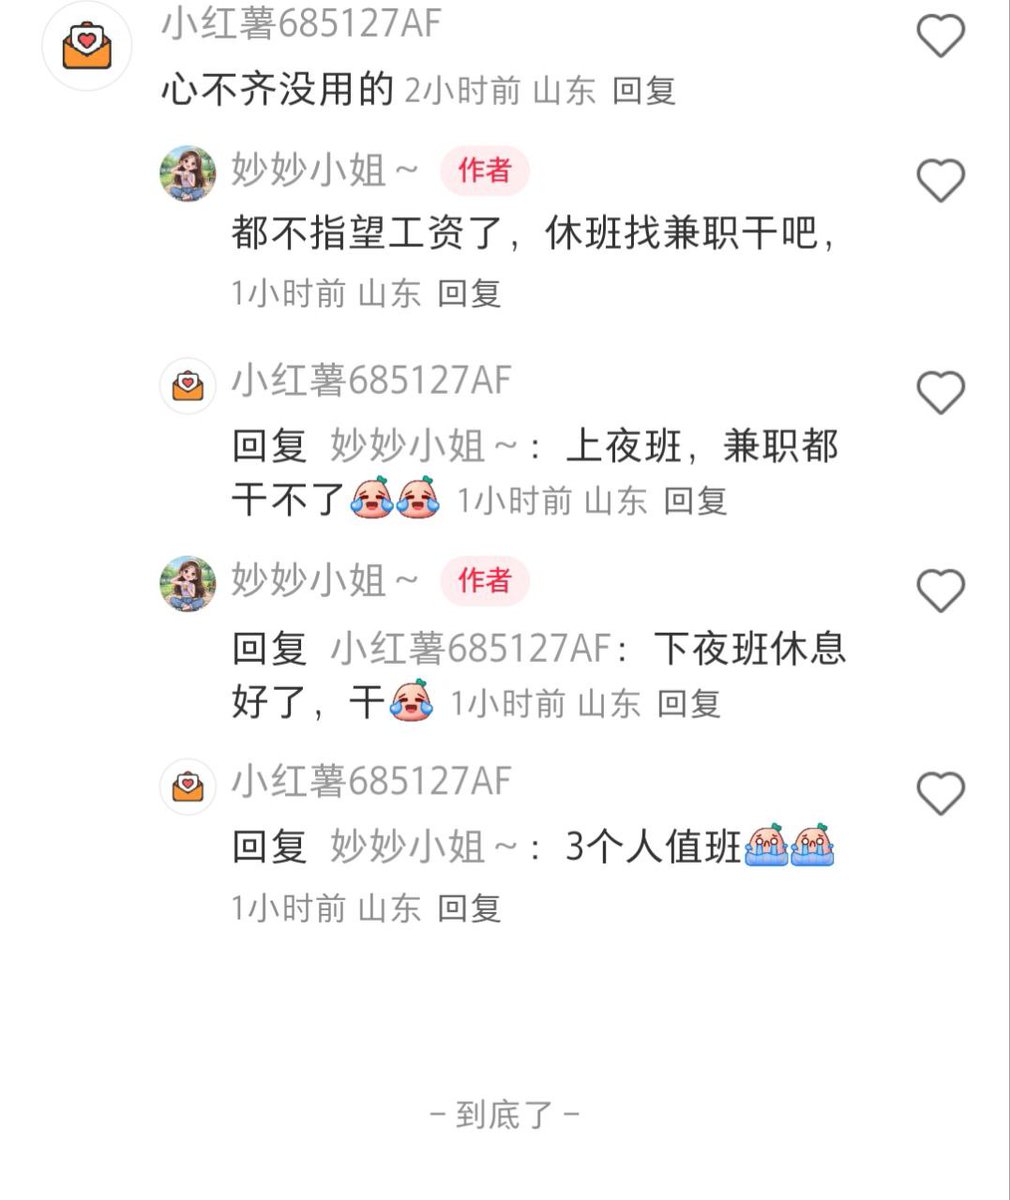 小红薯685127AF
心不齐没用的 2小时前 山东 回复
妙妙小姐～ 作者
都不指望工资了，休班找兼职干吧，
1小时前 山东 回复
小红薯685127AF
回复 妙妙小姐～：上夜班，兼职都
干不了 1小时前 山东 回复
妙妙小姐～ 作者
回复 小红薯685127AF：下夜班休息
好了，干 1小时前 山东 回复
小红薯685127AF
回复 妙妙小姐～：3个人值班
1小时前 山东 回复
- 到底了 -